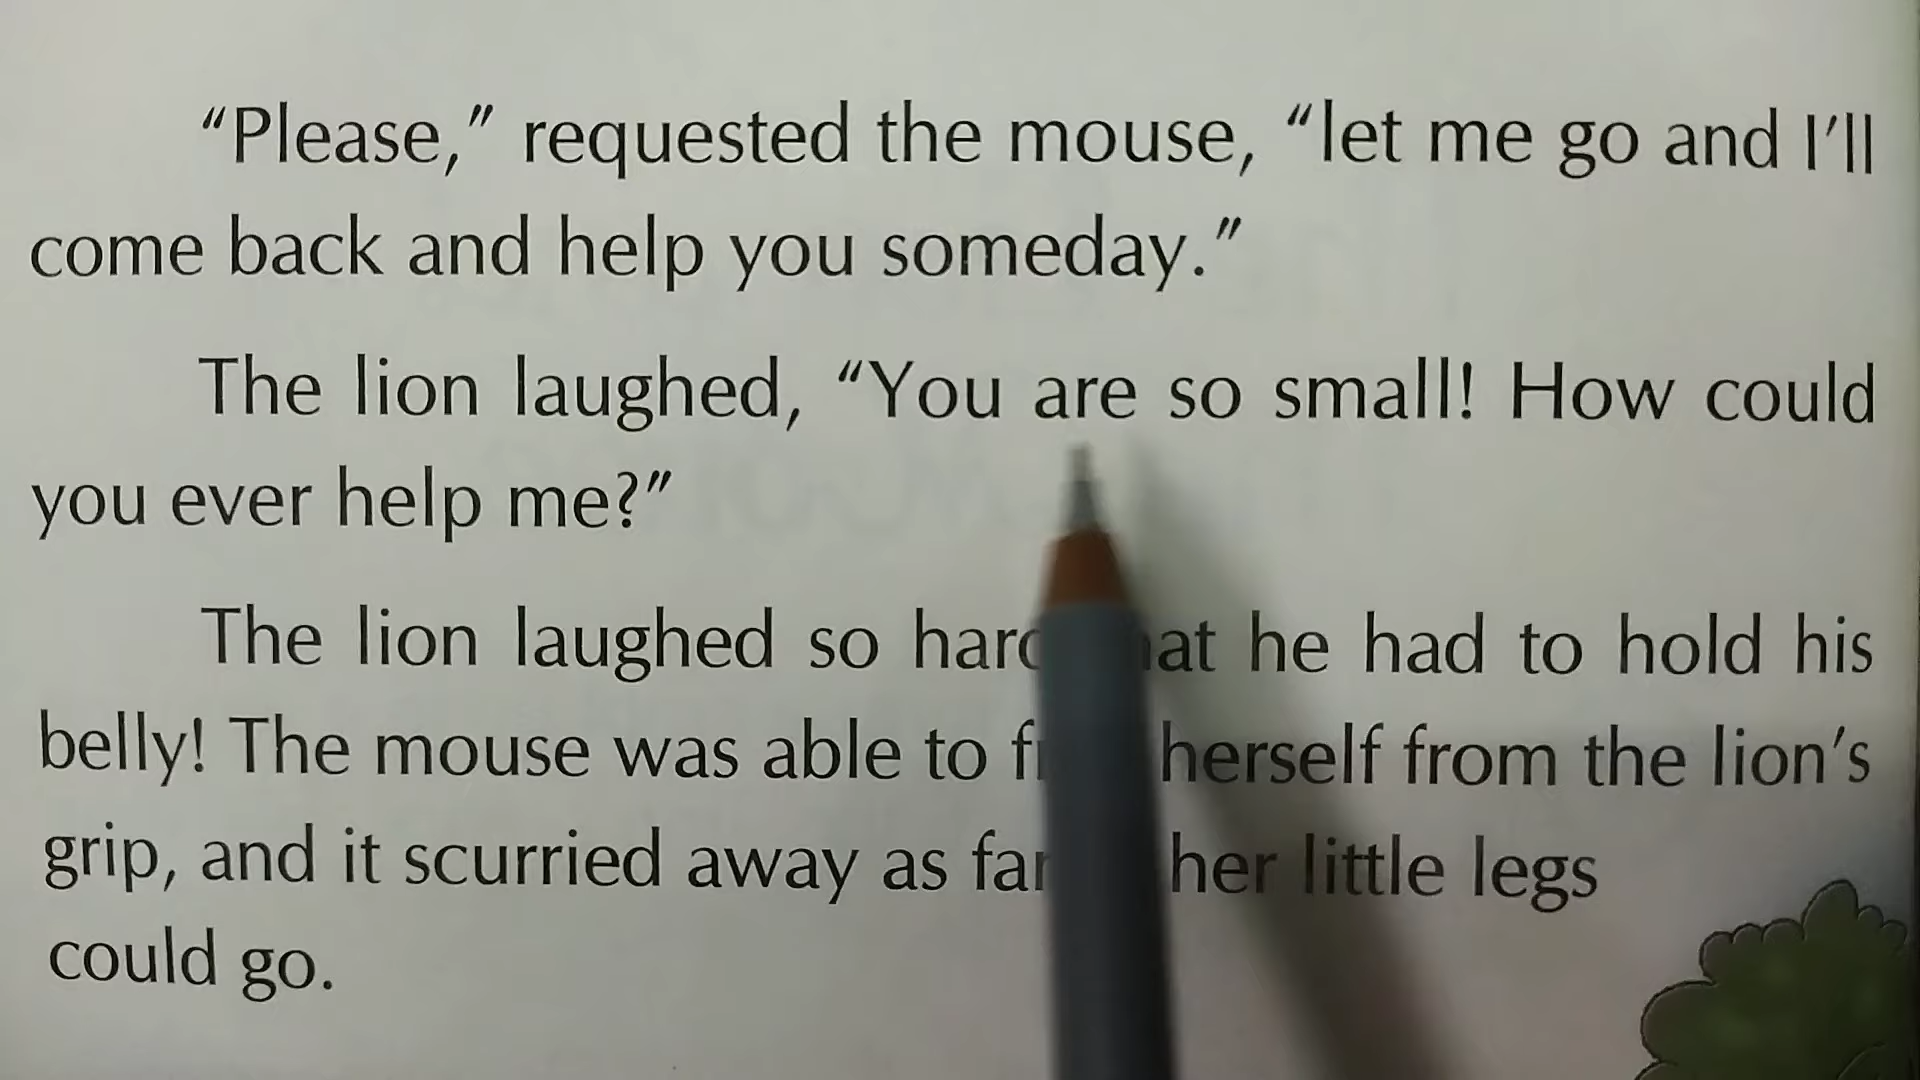 “Please,” requested the mouse, “let me go and I’ll
come back and help you someday.”
The lion laughed, “You are so small! How could
you ever help me?”
The lion laughed so hard that he had to hold his
belly! The mouse was able to herself from the lion’s
grip, and it scurried away as far her little legs
could go.